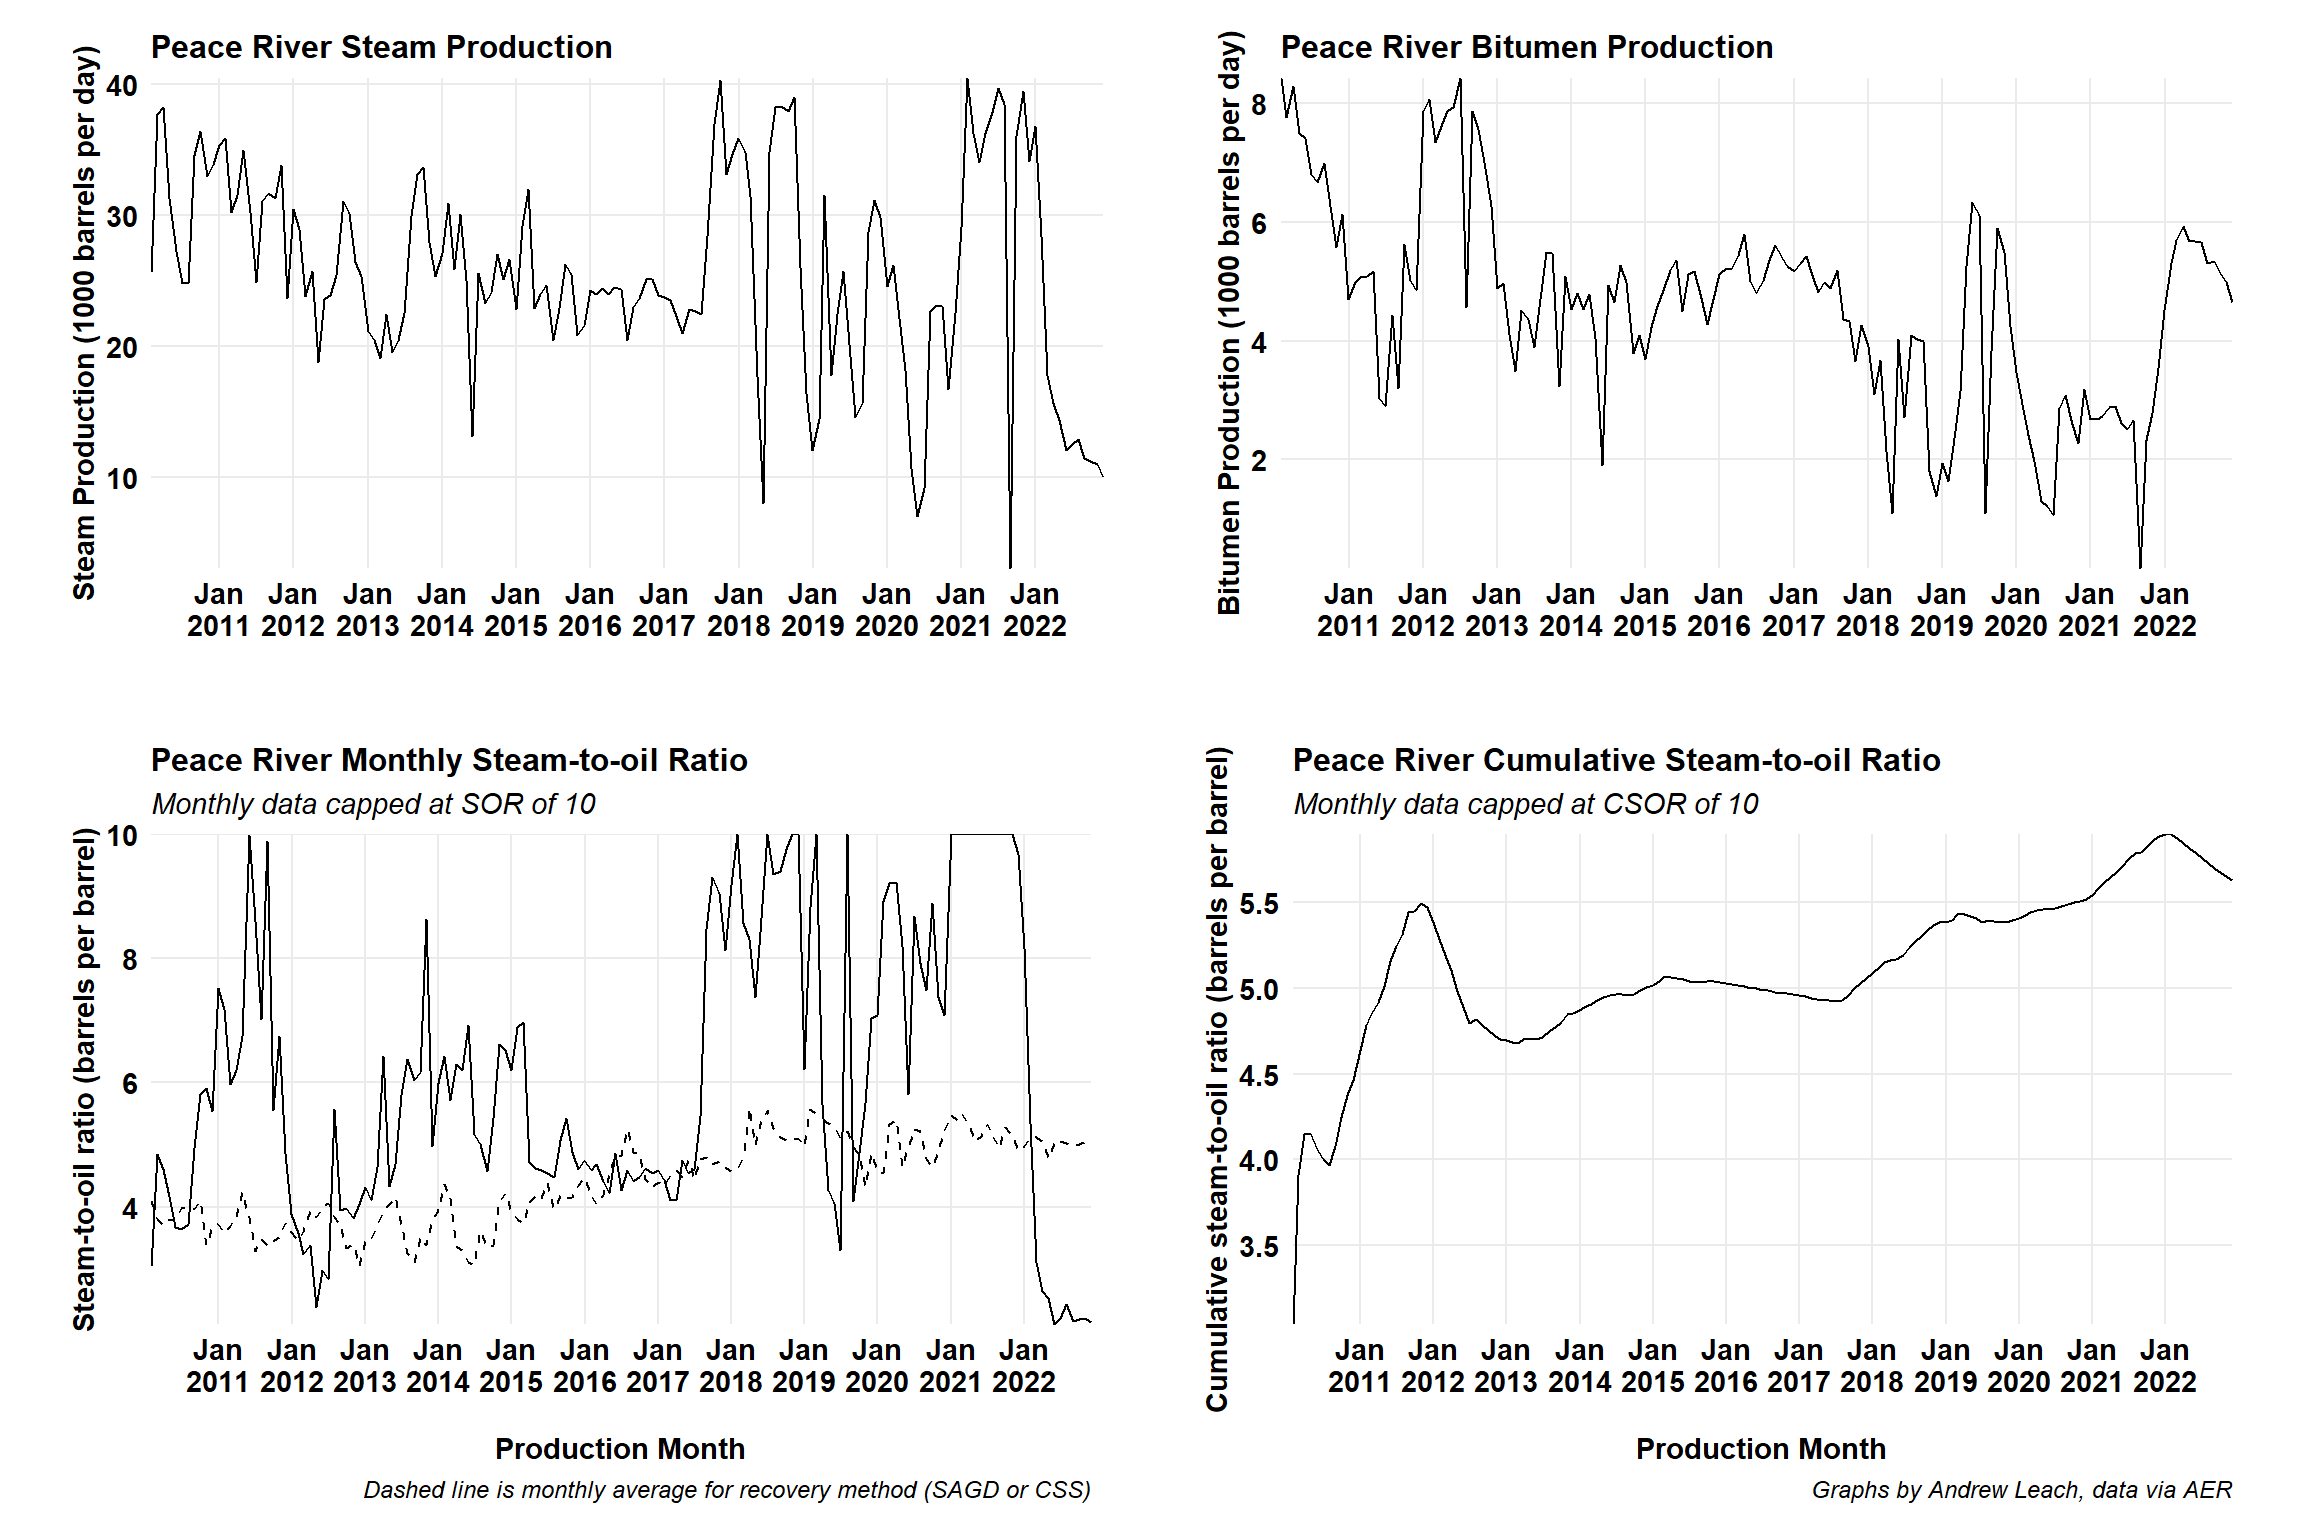 Peace River Steam Production
Steam Production (1000 barrels per day)
40
30
20
10
Jan Jan Jan Jan Jan Jan Jan Jan Jan Jan Jan Jan
2011 2012 2013 2014 2015 2016 2017 2018 2019 2020 2021 2022
Peace River Bitumen Production
Bitumen Production (1000 barrels per day)
8
6
4
2
Jan Jan Jan Jan Jan Jan Jan Jan Jan Jan Jan Jan
2011 2012 2013 2014 2015 2016 2017 2018 2019 2020 2021 2022
Peace River Monthly Steam-to-oil Ratio
Monthly data capped at SOR of 10
Steam-to-oil ratio (barrels per barrel)
10
8
6
4
Jan Jan Jan Jan Jan Jan Jan Jan Jan Jan Jan Jan
2011 2012 2013 2014 2015 2016 2017 2018 2019 2020 2021 2022
Production Month
Dashed line is monthly average for recovery method (SAGD or CSS)
Peace River Cumulative Steam-to-oil Ratio
Monthly data capped at CSOR of 10
Cumulative steam-to-oil ratio (barrels per barrel)
5.5
5.0
4.5
4.0
3.5
Jan Jan Jan Jan Jan Jan Jan Jan Jan Jan Jan Jan
2011 2012 2013 2014 2015 2016 2017 2018 2019 2020 2021 2022
Production Month
Graphs by Andrew Leach, data via AER